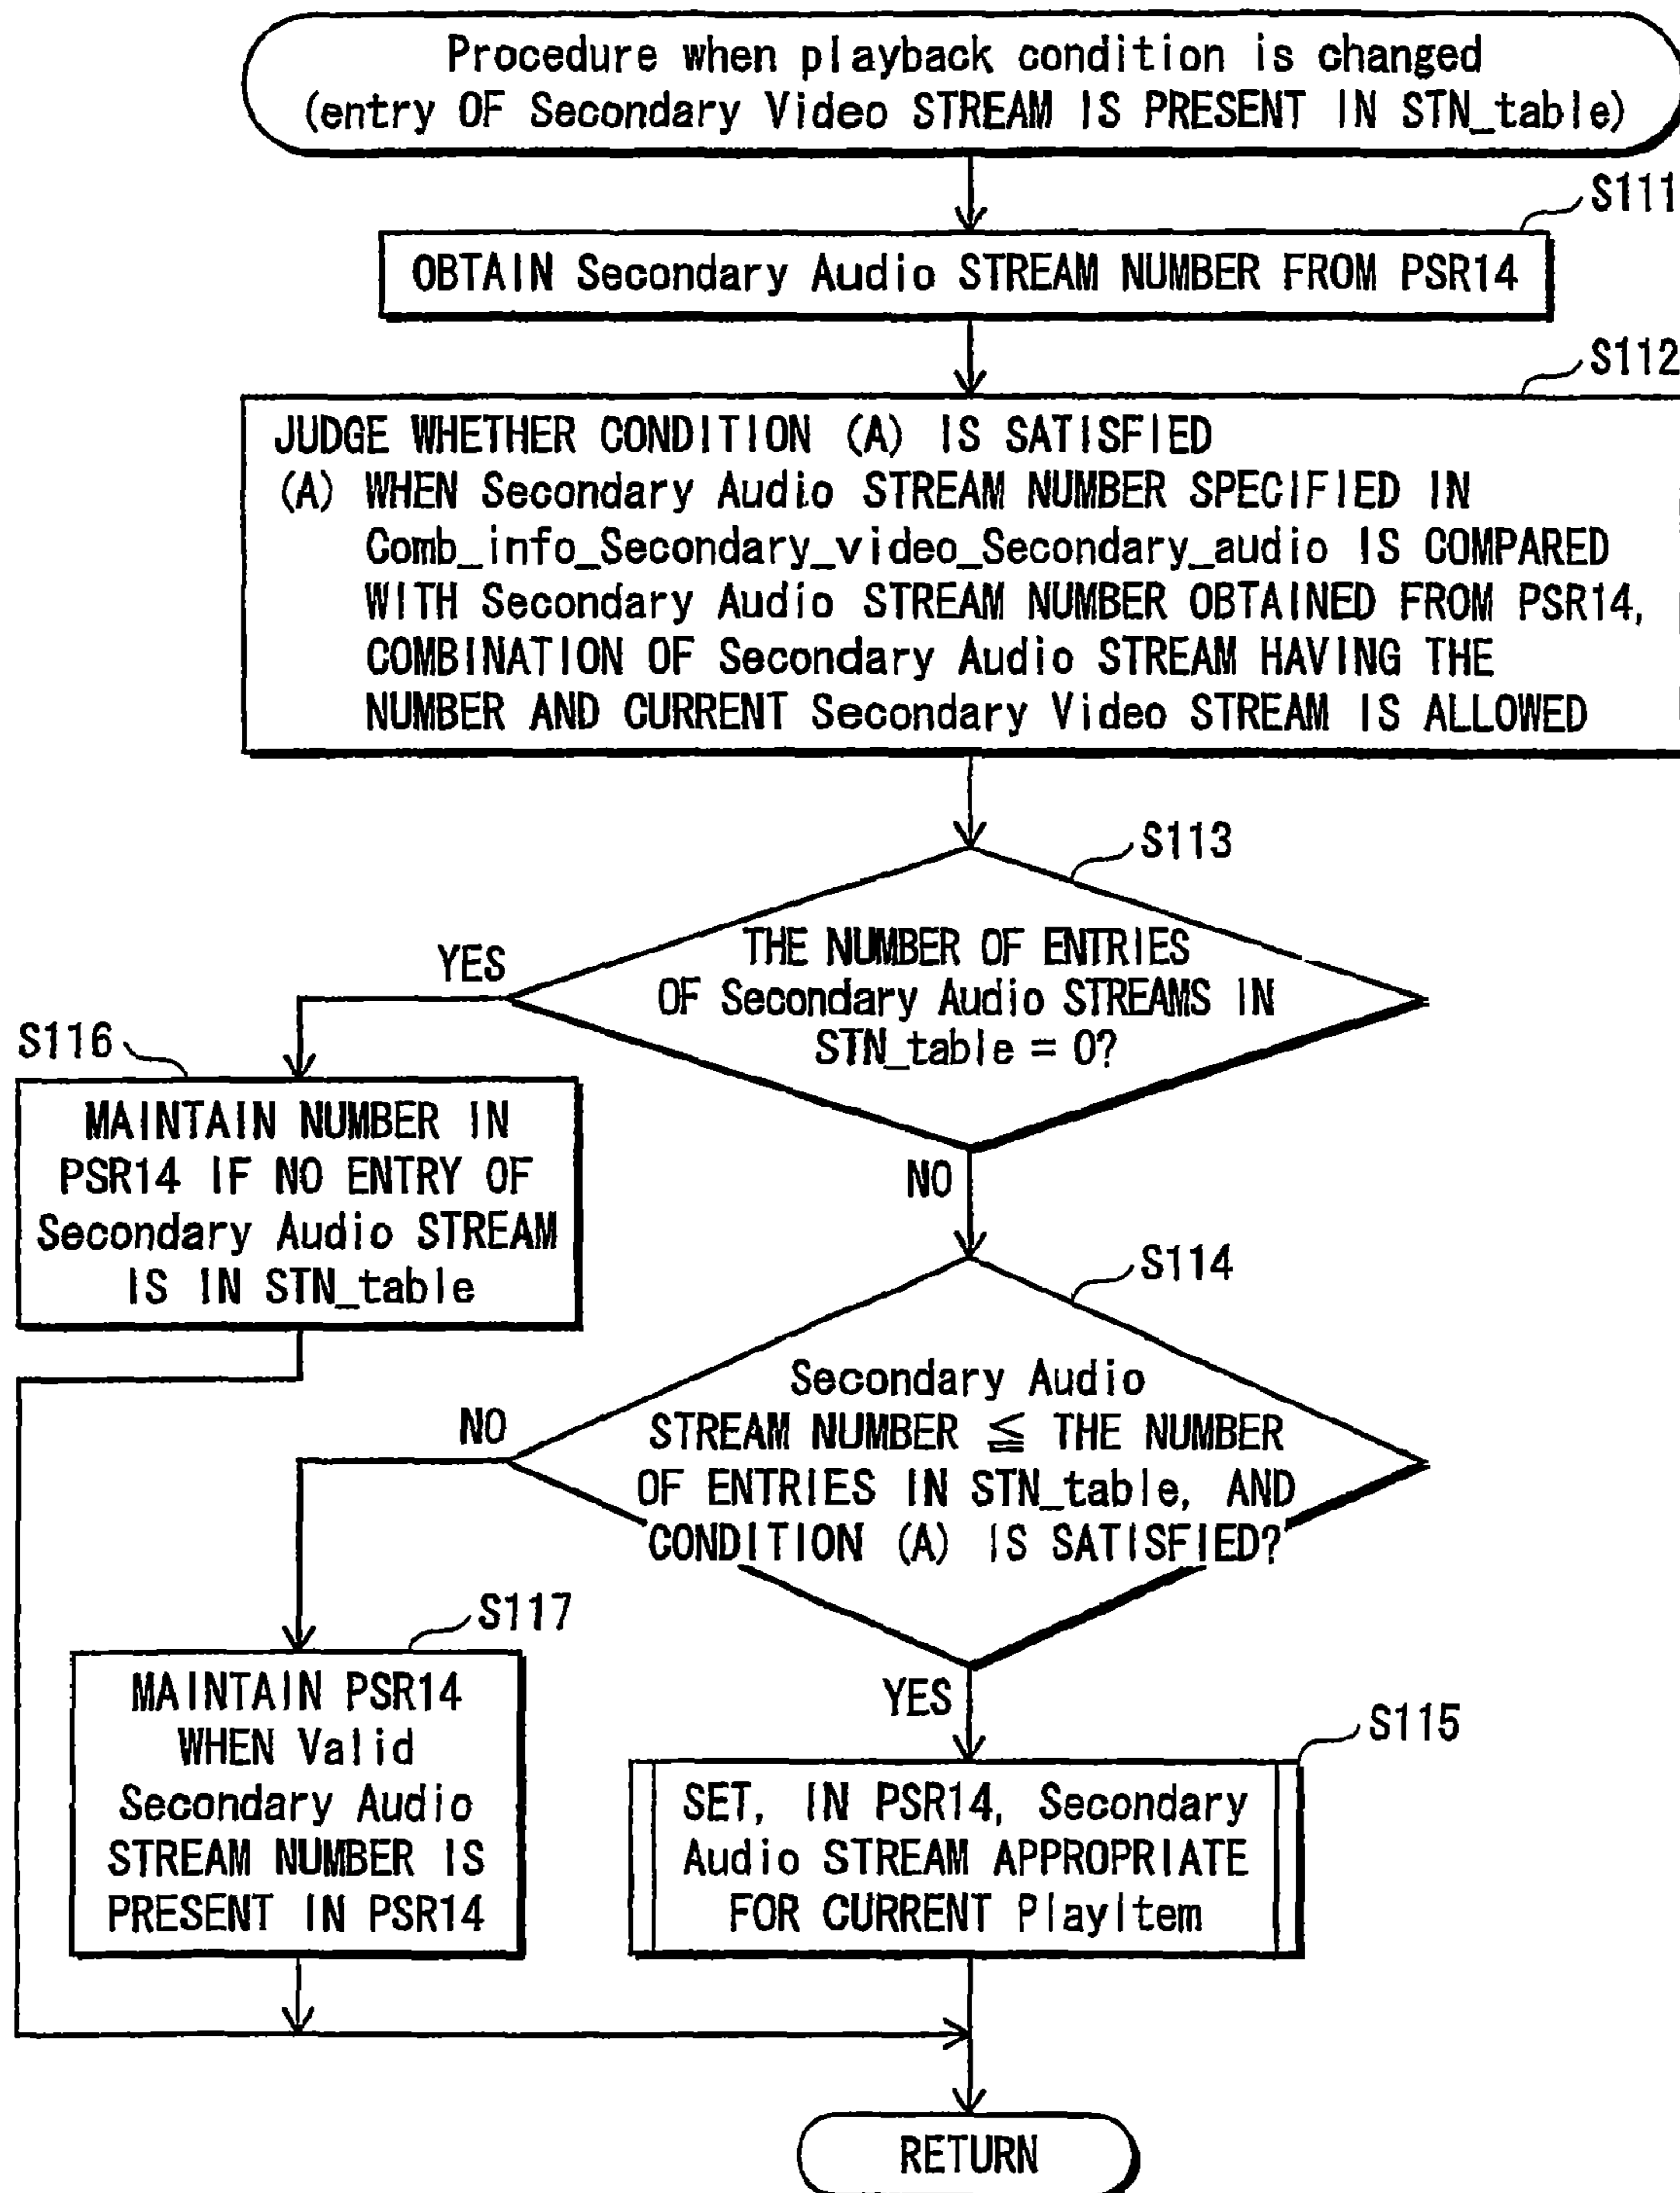 Procedure when playback condition is changed
(entry OF Secondary Video STREAM IS PRESENT IN STN_table)
S111
OBTAIN Secondary Audio STREAM NUMBER FROM PSR14
S112
JUDGE WHETHER CONDITION (A) IS SATISFIED
(A) WHEN Secondary Audio STREAM NUMBER SPECIFIED IN
Comb_info_Secondary_video_Secondary_audio IS COMPARED
WITH Secondary Audio STREAM NUMBER OBTAINED FROM PSR14,
COMBINATION OF Secondary Audio STREAM HAVING THE
NUMBER AND CURRENT Secondary Video STREAM IS ALLOWED
S113
THE NUMBER OF ENTRIES
OF Secondary Audio STREAMS IN
STN_table = 0?
YES
S116
MAINTAIN NUMBER IN
PSR14 IF NO ENTRY OF
Secondary Audio STREAM
IS IN STN_table
NO
S114
Secondary Audio
STREAM NUMBER ≦ THE NUMBER
OF ENTRIES IN STN_table, AND
CONDITION (A) IS SATISFIED?
NO
S117
MAINTAIN PSR14
WHEN Valid
Secondary Audio
STREAM NUMBER IS
PRESENT IN PSR14
YES
S115
SET, IN PSR14, Secondary
Audio STREAM APPROPRIATE
FOR CURRENT PlayItem
RETURN